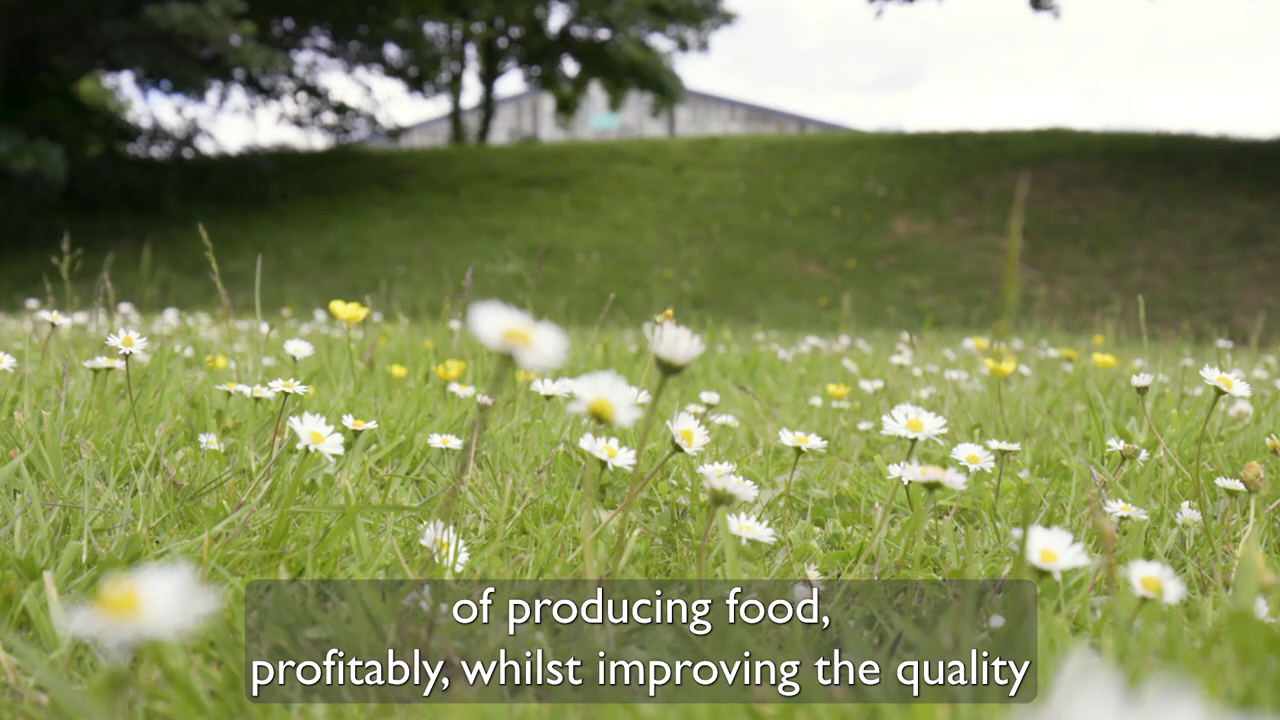 of producing food,
profitably, whilst improving the quality